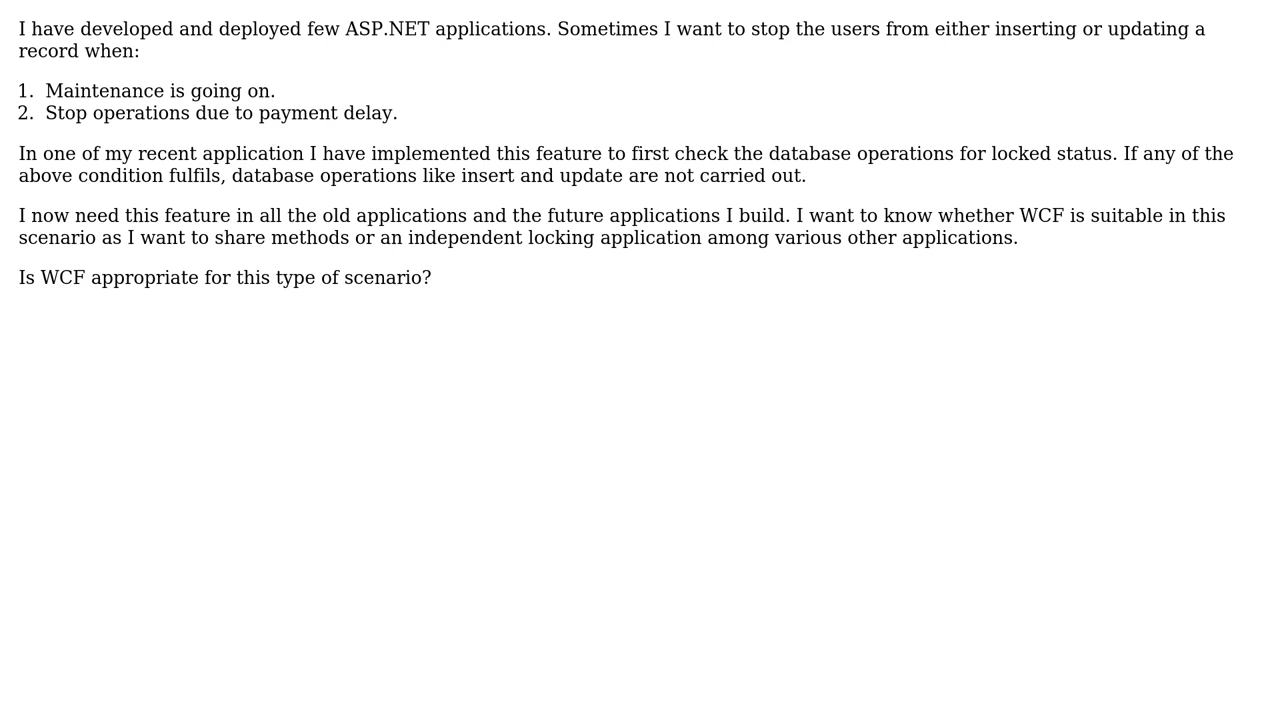 I have developed and deployed few ASP.NET applications. Sometimes I want to stop the users from either inserting or updating a
record when:
1. Maintenance is going on.
2. Stop operations due to payment delay.
In one of my recent application I have implemented this feature to first check the database operations for locked status. If any of the
above condition fulfils, database operations like insert and update are not carried out.
I now need this feature in all the old applications and the future applications I build. I want to know whether WCF is suitable in this
scenario as I want to share methods or an independent locking application among various other applications.
Is WCF appropriate for this type of scenario?